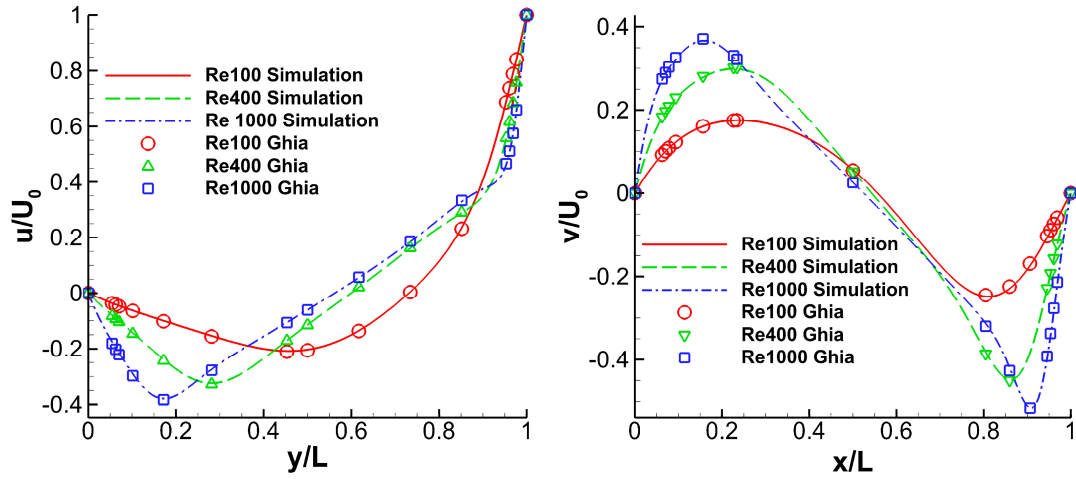 1
0.8
0.6
0.4
0.2
0
-0.2
-0.4
u/U0
Re100 Simulation
Re400 Simulation
Re 1000 Simulation
Re100 Ghia
Re400 Ghia
Re1000 Ghia
0 0.2 0.4 0.6 0.8 1
y/L
0.4
0.2
0
-0.2
-0.4
v/U0
Re100 Simulation
Re400 Simulation
Re1000 Simulation
Re100 Ghia
Re400 Ghia
Re1000 Ghia
0 0.2 0.4 0.6 0.8 1
x/L